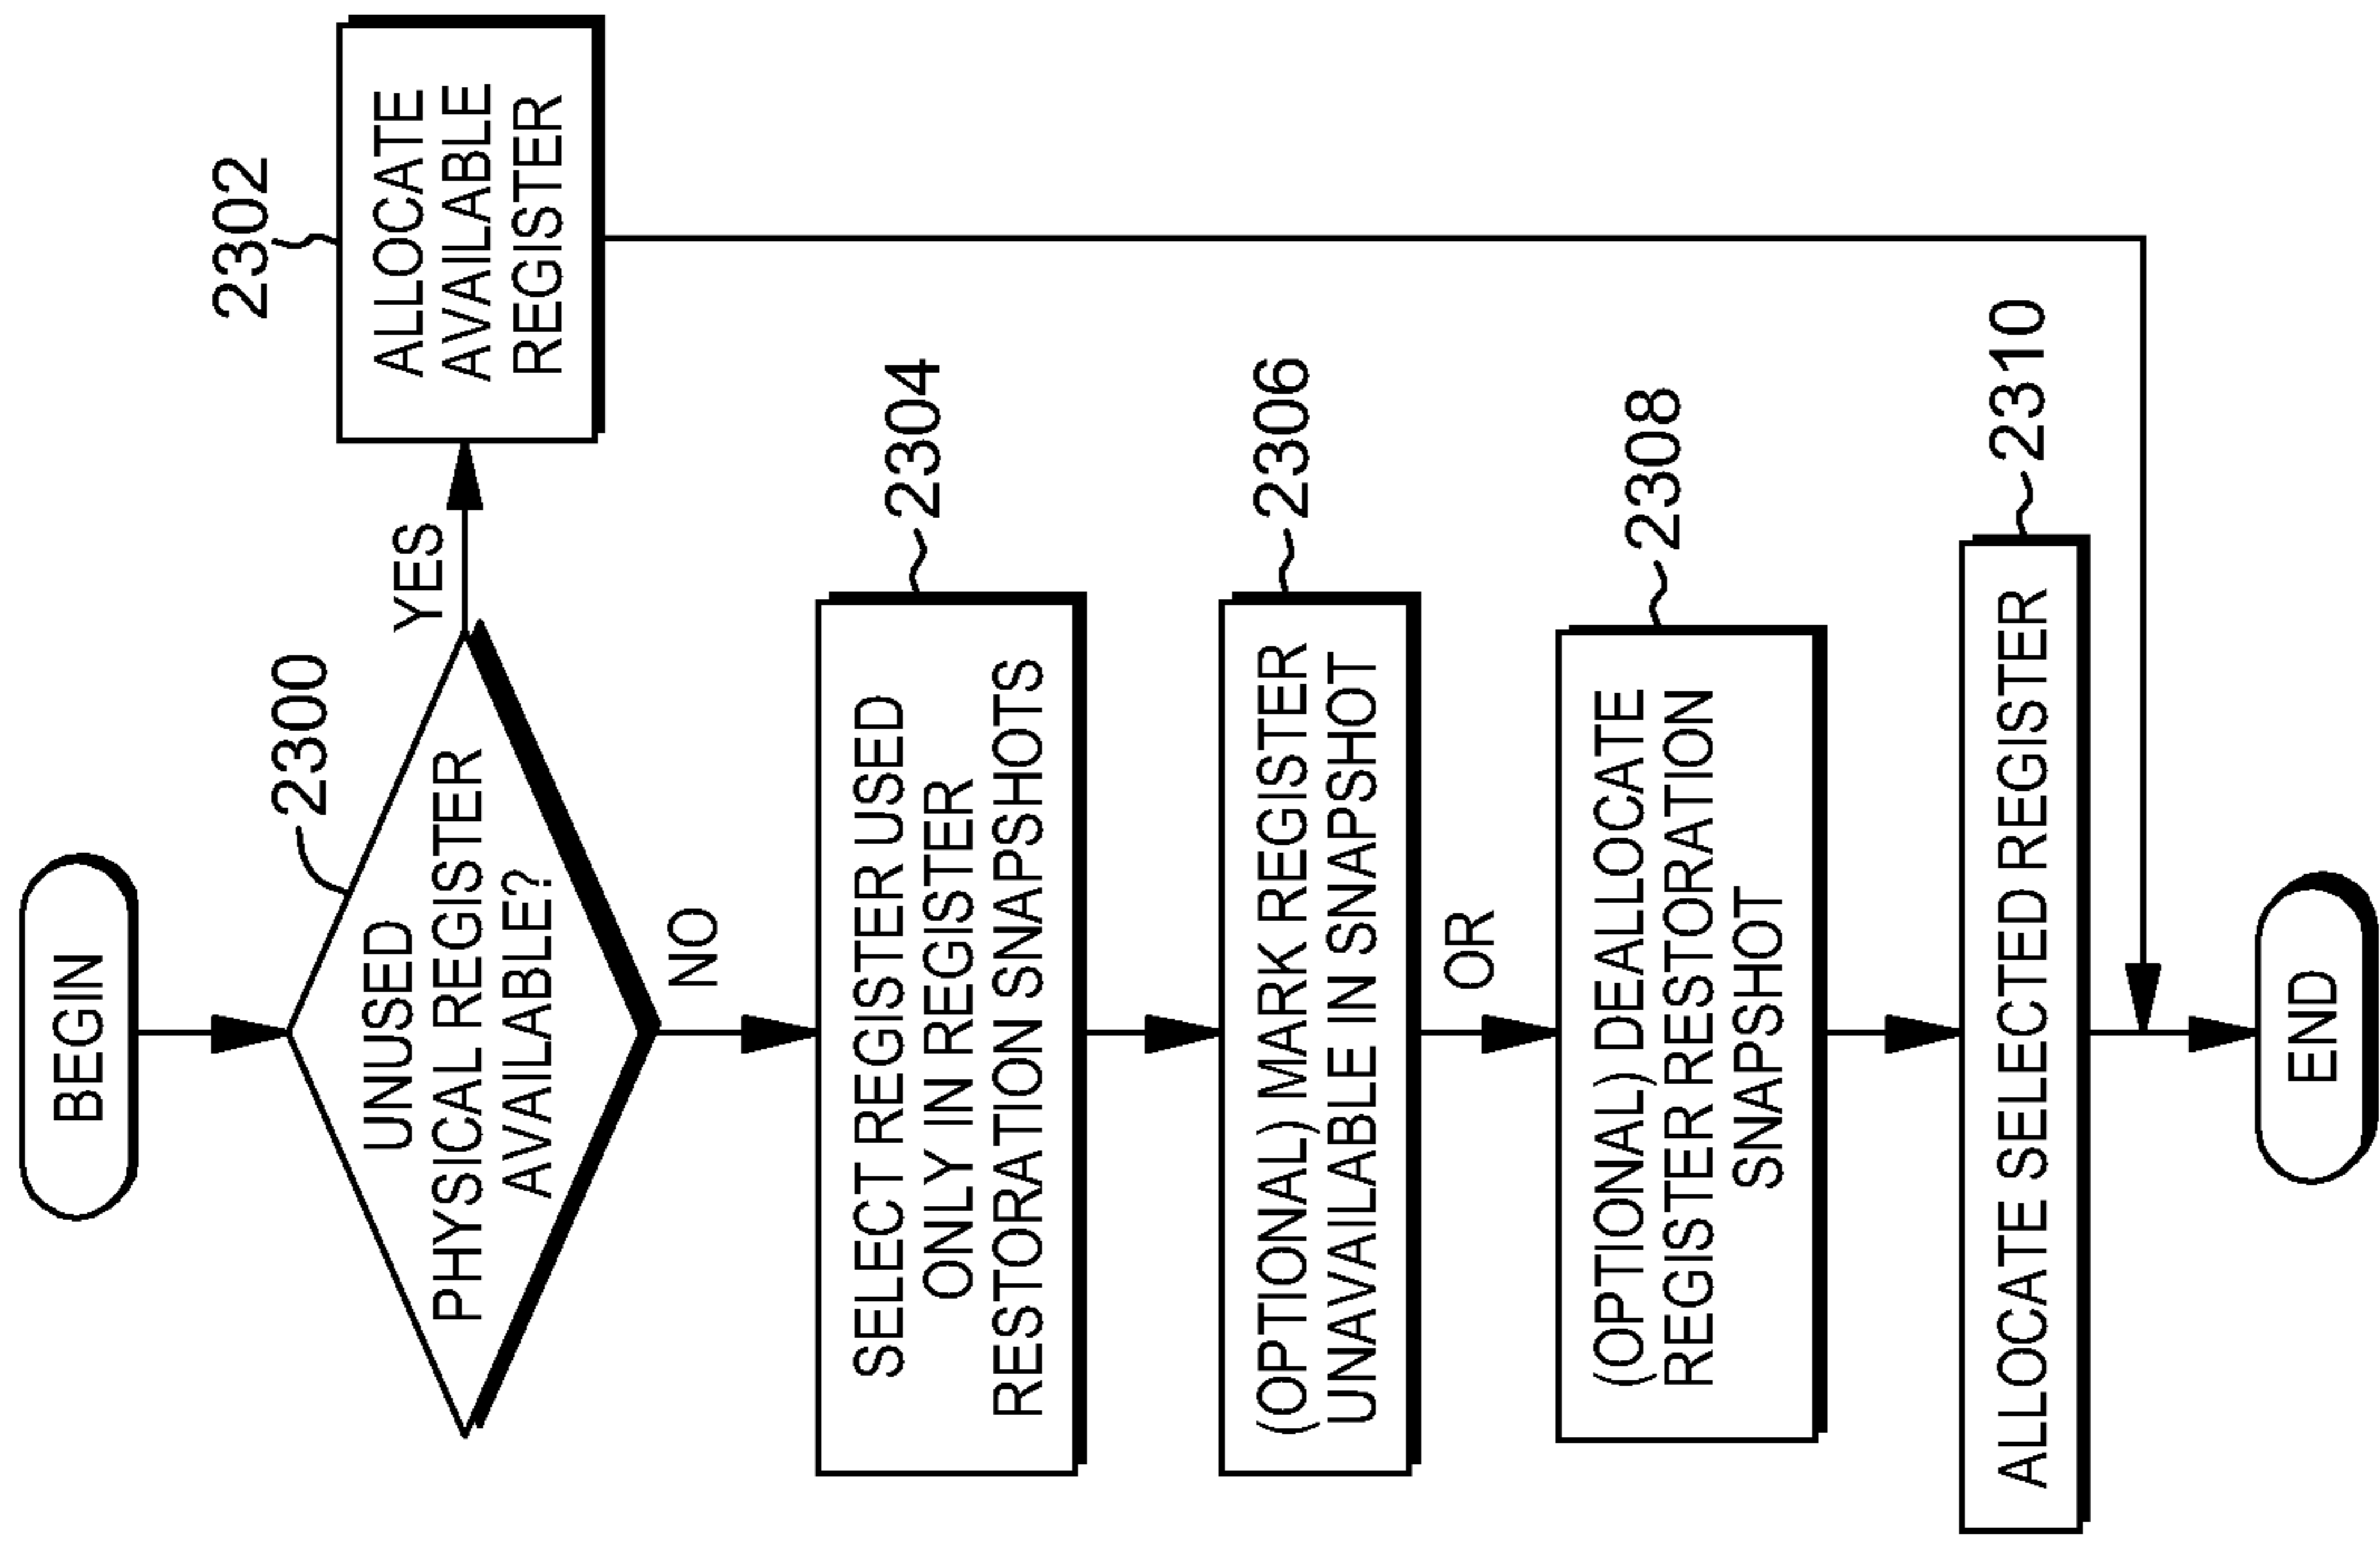 BEGIN
2300
UNUSED
PHYSICAL REGISTER
AVAILABLE?
YES
2302
ALLOCATE
AVAILABLE
REGISTER
NO
SELECT REGISTER USED
ONLY IN REGISTER
RESTORATION SNAPSHOTS
2304
(OPTIONAL) MARK REGISTER
UNAVAILABLE IN SNAPSHOT
2306
OR
(OPTIONAL) DEALLOCATE
REGISTER RESTORATION
SNAPSHOT
2308
ALLOCATE SELECTED REGISTER
2310
END